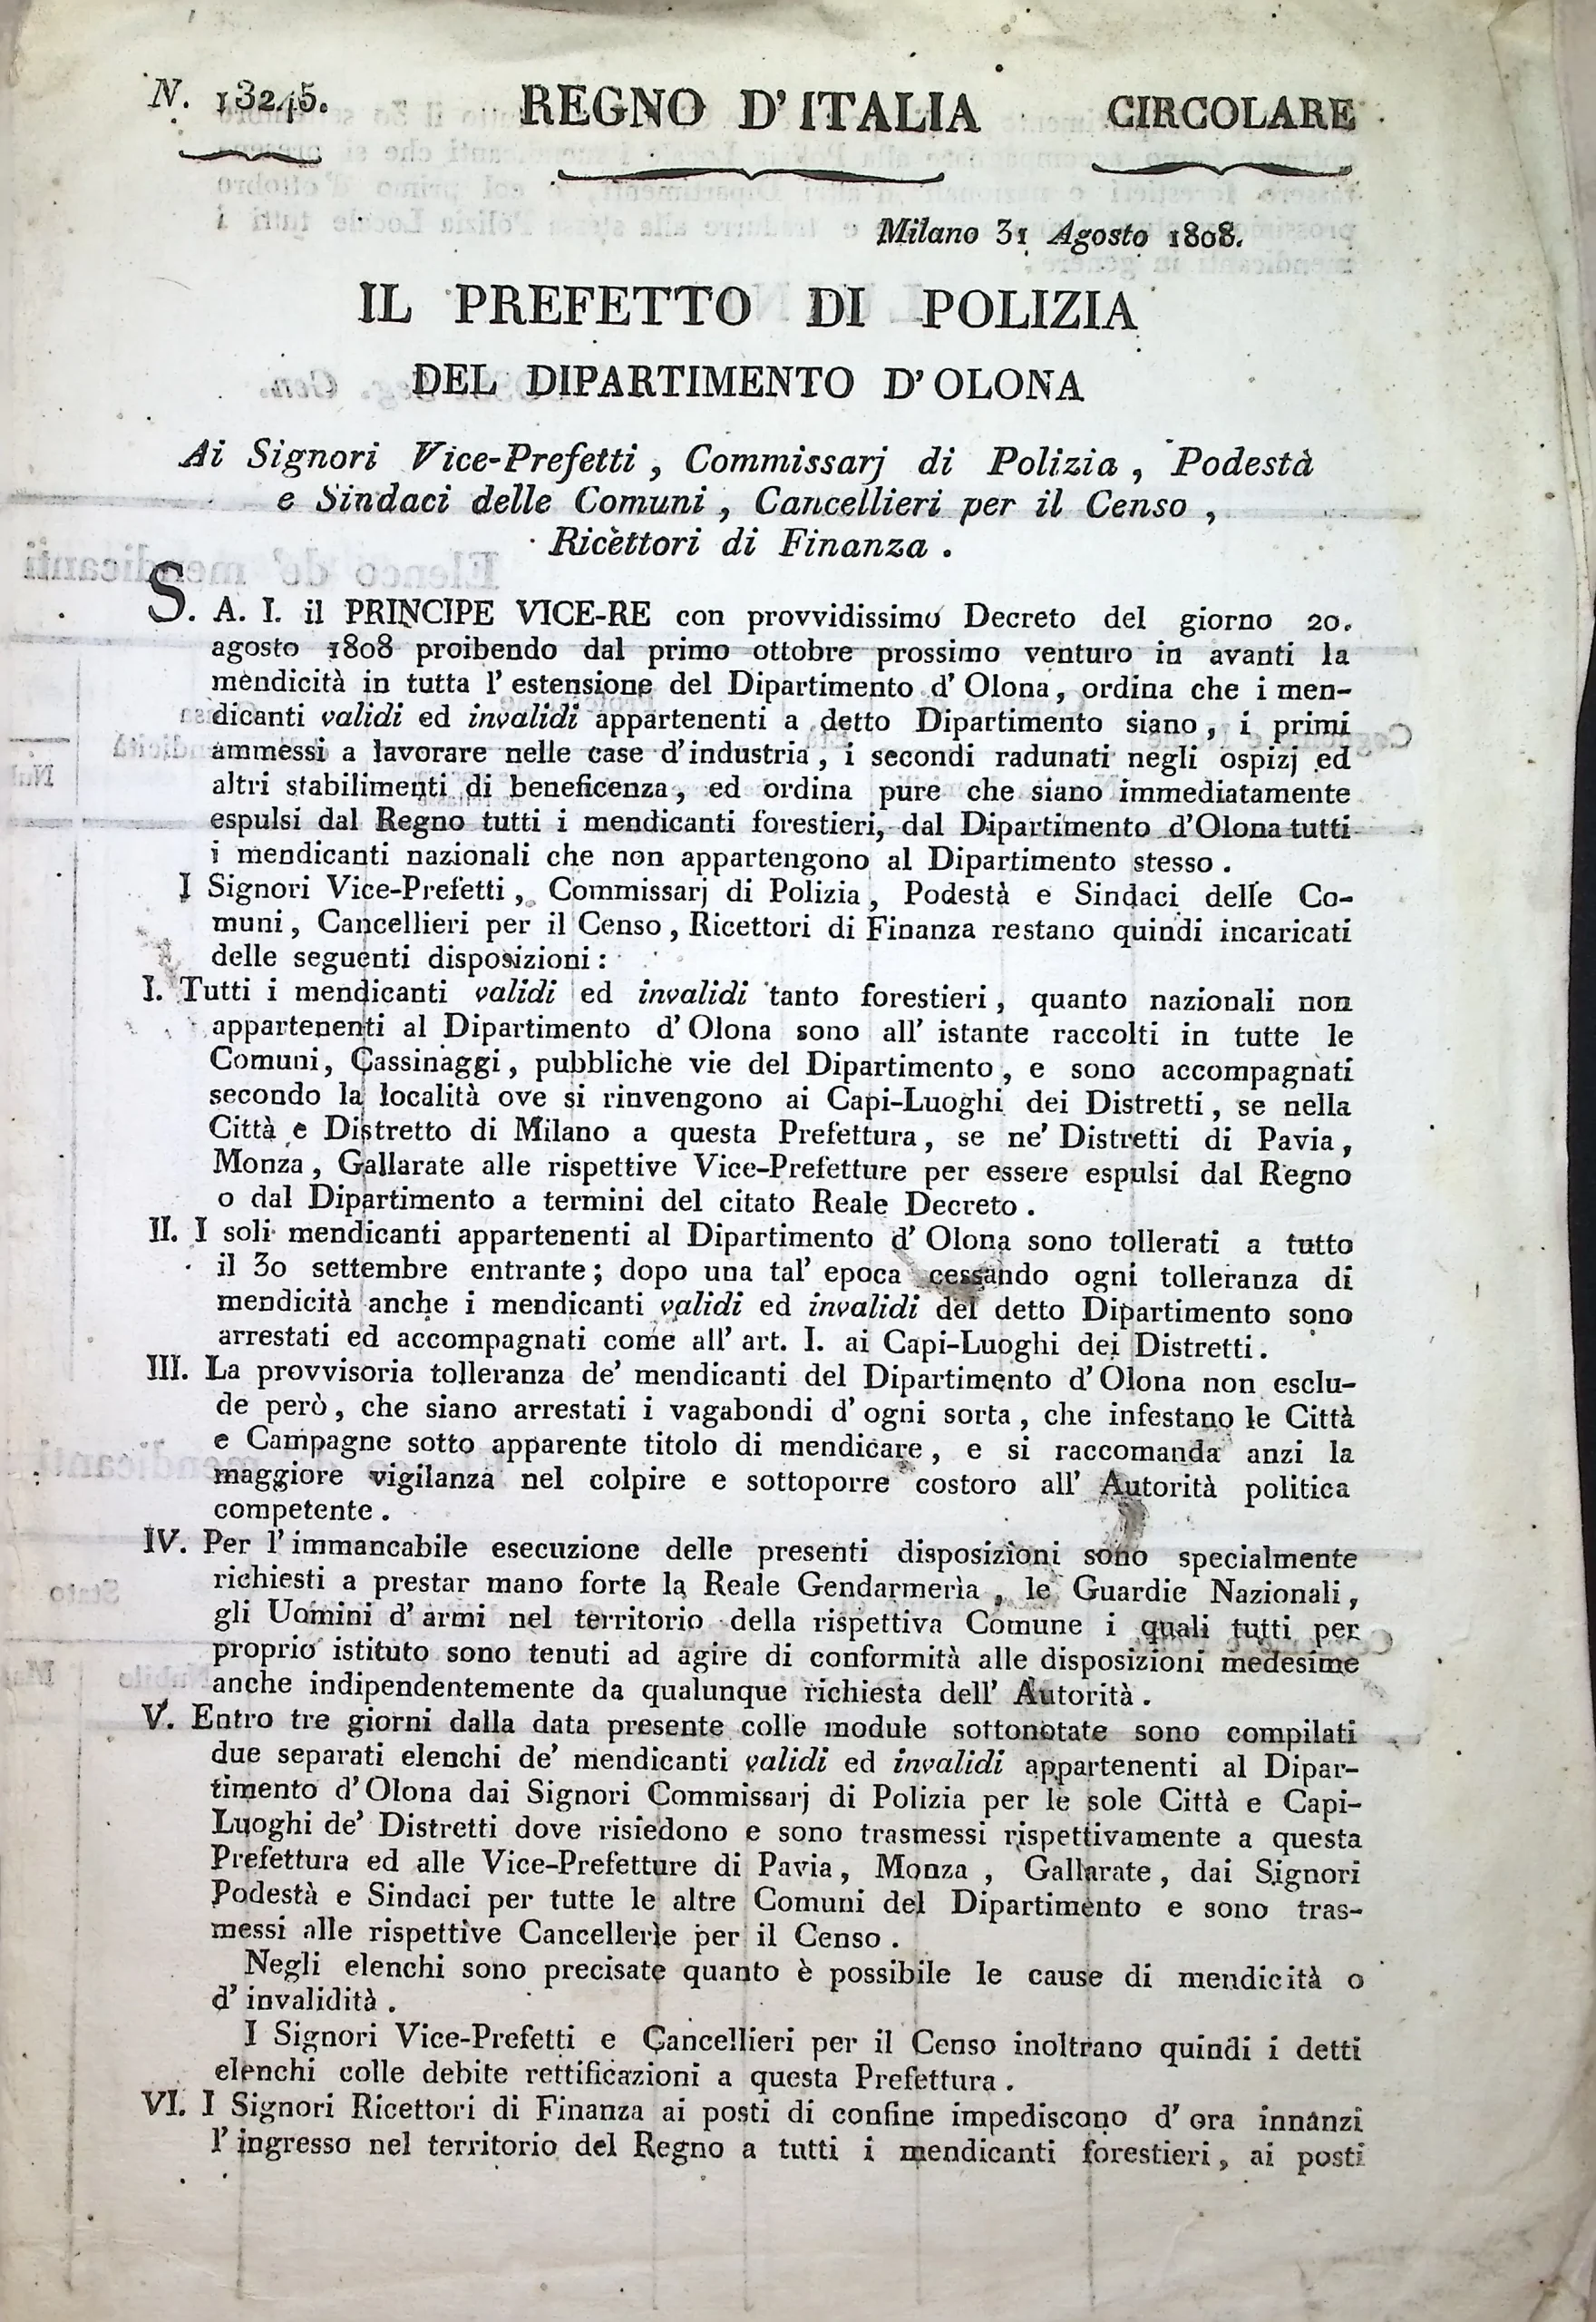 N. 13245. REGNO D'ITALIA CIRCOLARE
Milano 31 Agosto 1808.
IL PREFETTO DI POLIZIA
DEL DIPARTIMENTO D'OLONA
Ai Signori Vice-Prefetti, Commissarj di Polizia, Podestà
e Sindaci delle Comuni, Cancellieri per il Censo,
Ricettori di Finanza.
S. A. I. il PRINCIPE VICE-RE con provvidissimo Decreto del giorno 20.
agosto 1808 proibendo dal primo ottobre prossimo venturo in avanti la
mendicità in tutta l'estensione del Dipartimento d'Olona, ordina che i men-
dicanti validi ed invalidi appartenenti a detto Dipartimento siano, i primi
ammessi a lavorare nelle case d'industria, i secondi radunati negli ospizj ed
altri stabilimenti di beneficenza, ed ordina pure che siano immediatamente
espulsi dal Regno tutti i mendicanti forestieri, dal Dipartimento d'Olona tutti
i mendicanti nazionali che non appartengono al Dipartimento stesso.
I Signori Vice-Prefetti, Commissarj di Polizia, Podestà e Sindaci delle Co-
muni, Cancellieri per il Censo, Ricettori di Finanza restano quindi incaricati
delle seguenti disposizioni:
I. Tutti i mendicanti validi ed invalidi tanto forestieri, quanto nazionali non
appartenenti al Dipartimento d'Olona sono all'istante raccolti in tutte le
Comuni, Cassinaggi, pubbliche vie del Dipartimento, e sono accompagnati
secondo la località ove si rinvengono ai Capi-Luoghi dei Distretti, se nella
Città e Distretto di Milano a questa Prefettura, se ne' Distretti di Pavia,
Monza, Gallarate alle rispettive Vice-Prefetture per essere espulsi dal Regno
o dal Dipartimento a termini del citato Reale Decreto.
II. I soli mendicanti appartenenti al Dipartimento d'Olona sono tollerati a tutto
il 30 settembre entrante; dopo una tal'epoca cessando ogni tolleranza di
mendicità anche i mendicanti validi ed invalidi del detto Dipartimento sono
arrestati ed accompagnati come all'art. I. ai Capi-Luoghi dei Distretti.
III. La provvisoria tolleranza de' mendicanti del Dipartimento d'Olona non esclu-
de però, che siano arrestati i vagabondi d'ogni sorta, che infestano le Città
e Campagne sotto apparente titolo di mendicare, e si raccomanda anzi la
maggiore vigilanza nel colpire e sottoporre costoro all'Autorità politica
competente.
IV. Per l'immancabile esecuzione delle presenti disposizioni sono specialmente
richiesti a prestar mano forte la Reale Gendarmerìa, le Guardie Nazionali,
gli Uomini d'armi nel territorio della rispettiva Comune i quali tutti per
proprio istituto sono tenuti ad agire di conformità alle disposizioni medesime
anche indipendentemente da qualunque richiesta dell'Autorità.
V. Entro tre giorni dalla data presente colle module sottonotate sono compilati
due separati elenchi de' mendicanti validi ed invalidi appartenenti al Dipar-
timento d'Olona dai Signori Commissarj di Polizia per le sole Città e Capi-
Luoghi de' Distretti dove risiedono e sono trasmessi rispettivamente a questa
Prefettura ed alle Vice-Prefetture di Pavia, Monza, Gallarate, dai Signori
Podestà e Sindaci per tutte le altre Comuni del Dipartimento e sono tras-
messi alle rispettive Cancellerìe per il Censo.
Negli elenchi sono precisate quanto è possibile le cause di mendicità o
d'invalidità.
I Signori Vice-Prefetti e Cancellieri per il Censo inoltrano quindi i detti
elenchi colle debite rettificazioni a questa Prefettura.
VI. I Signori Ricettori di Finanza ai posti di confine impediscono d'ora innanzi
l'ingresso nel territorio del Regno a tutti i mendicanti forestieri, ai posti